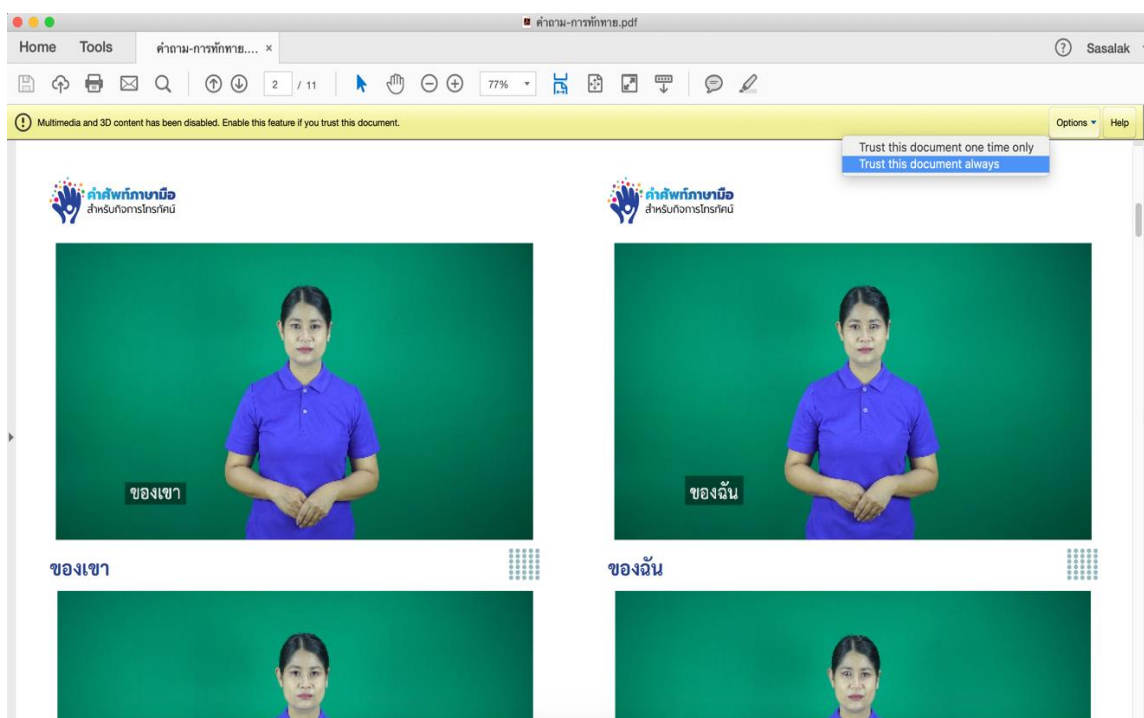 คำถาม-การทักทาย.pdf
Home Tools คำถาม-การทักทาย.... × ? Sasalak
2 / 11 77%
Multimedia and 3D content has been disabled. Enable this feature if you trust this document. Options Help
Trust this document one time only
Trust this document always
คำศัพท์ภาษามือ
สำหรับกิจการโทรทัศน์
คำศัพท์ภาษามือ
สำหรับกิจการโทรทัศน์
ของเขา
ของฉัน
ของเขา
ของฉัน